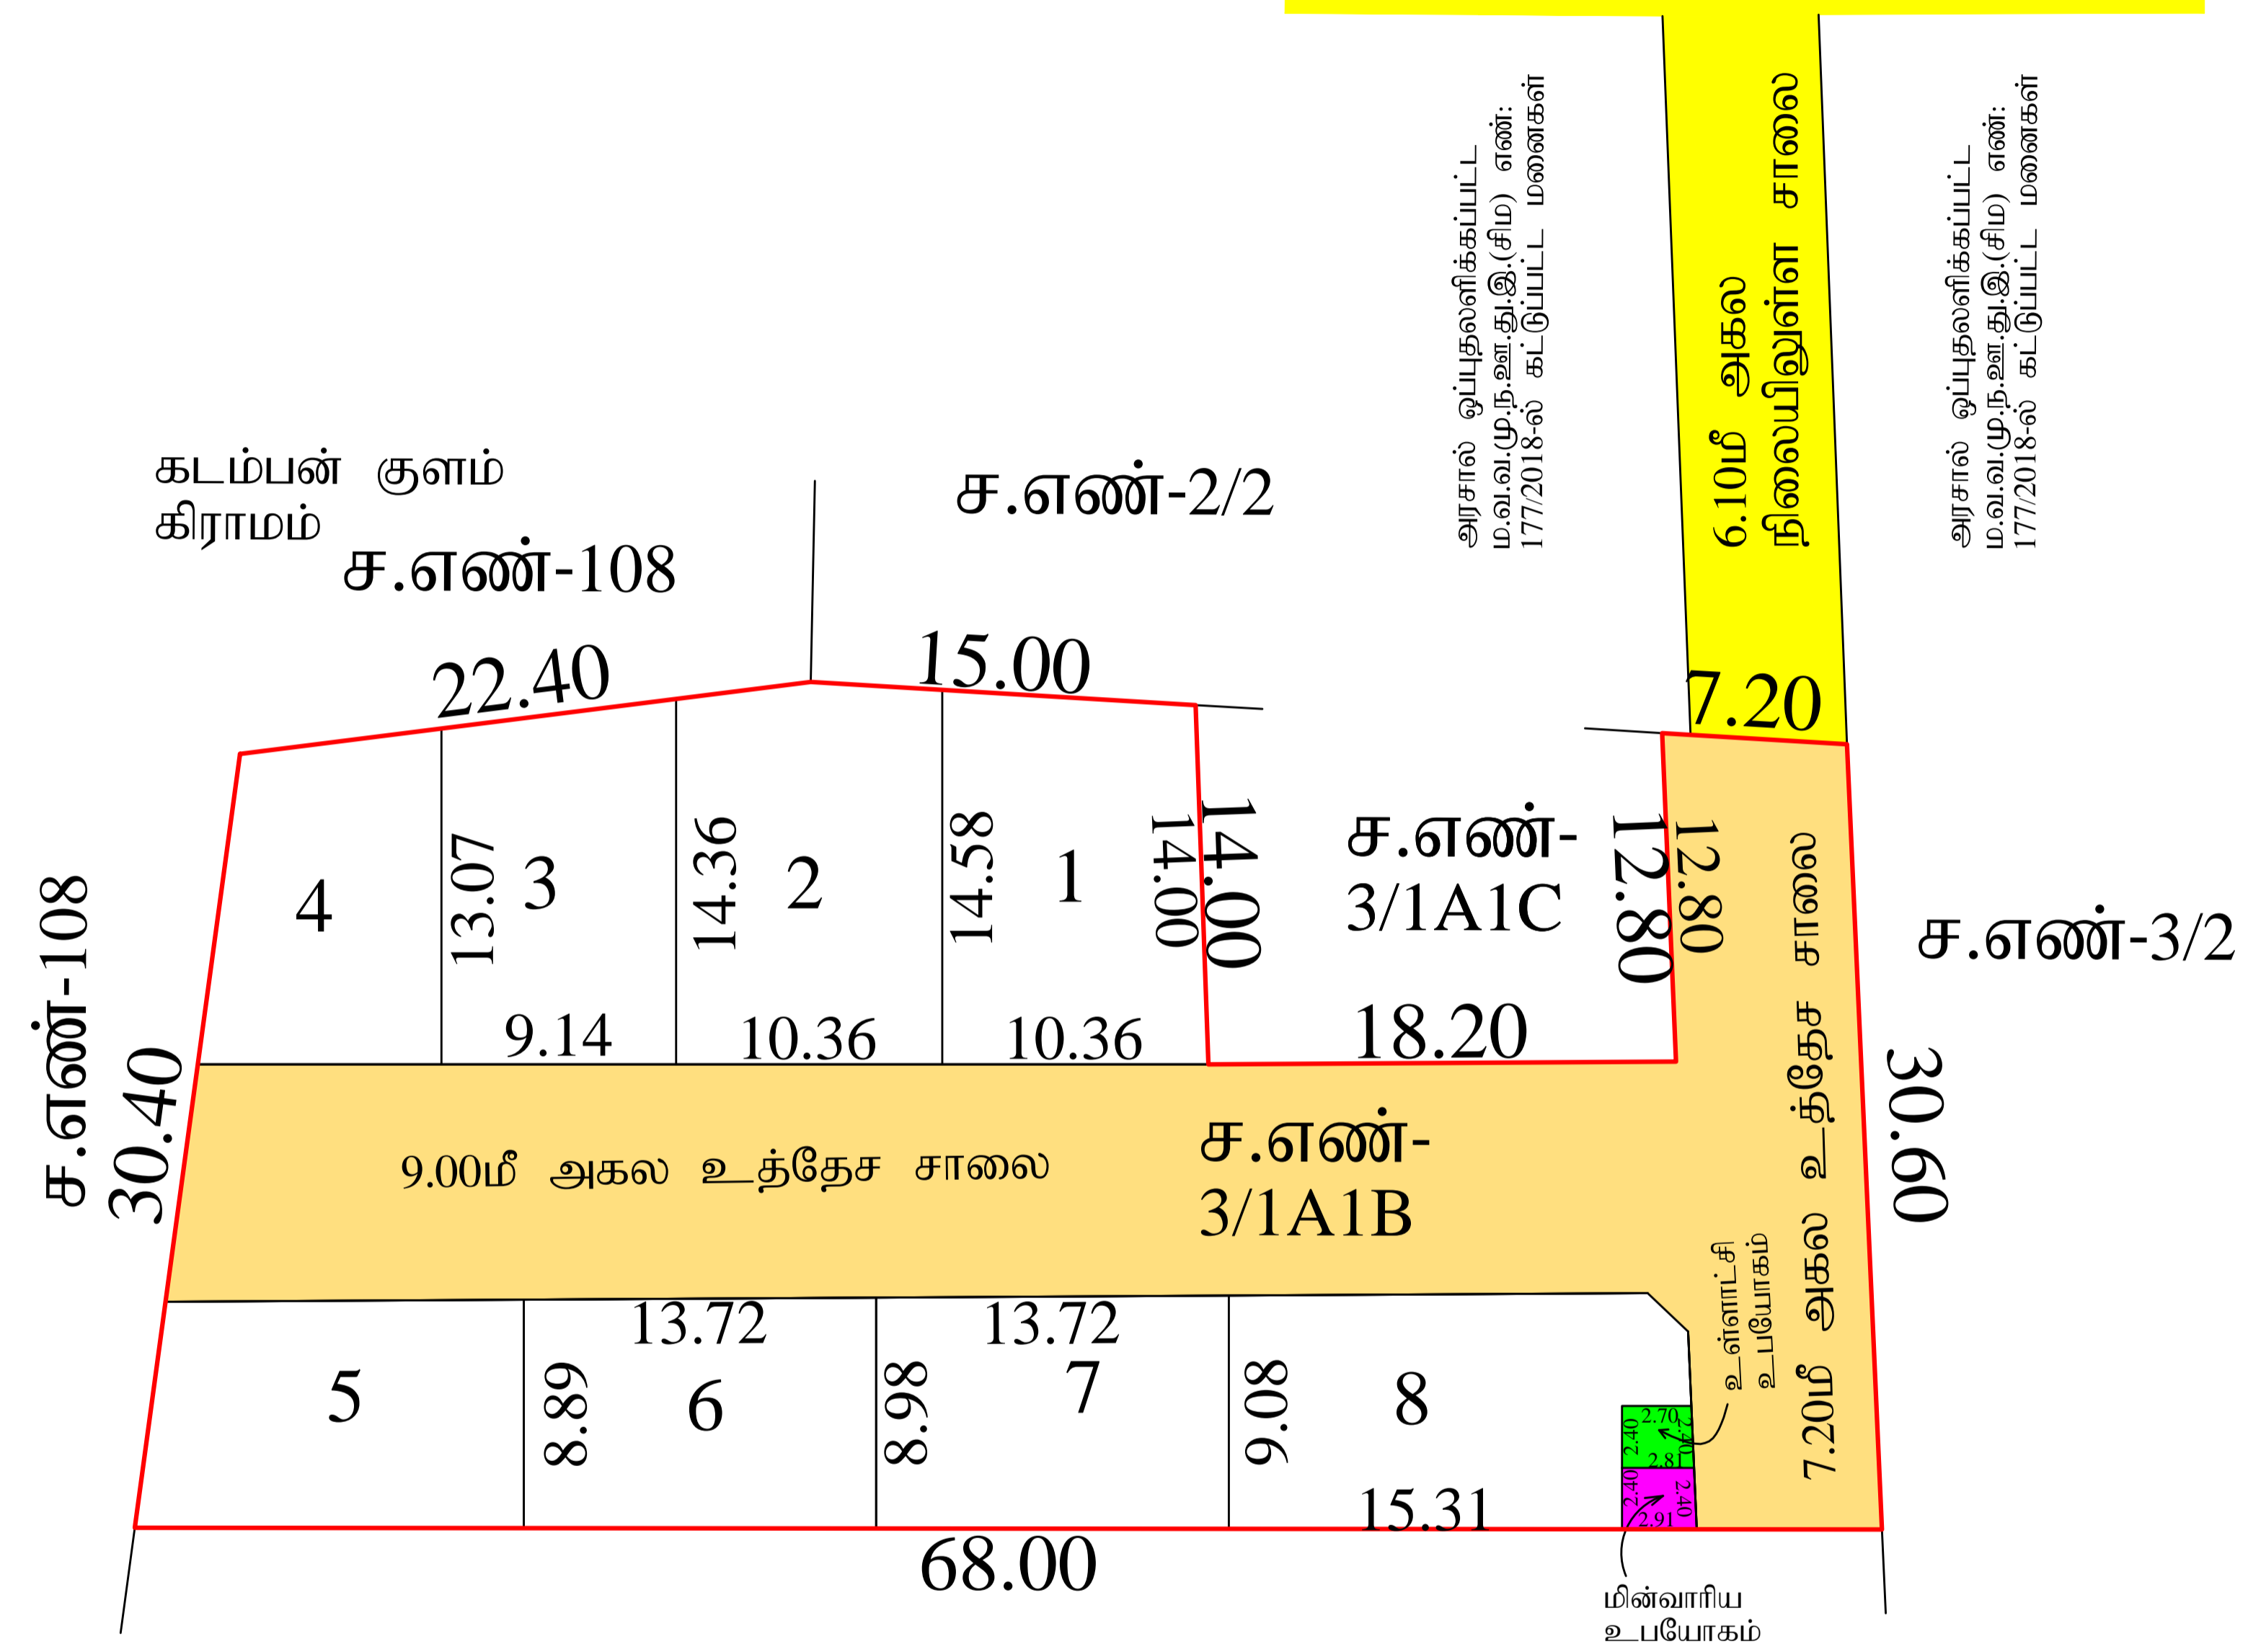 அரசால் ஒப்புதலளிக்கப்பட்ட
ம.வ.வ.(மு.ந.ஊ.து.இ.(சிம) எண்:
177/2018-ல் கட்டுப்பட்ட மனைகள்
6.10மீ அகல
நிலையிலுள்ள சாலை
அரசால் ஒப்புதலளிக்கப்பட்ட
ம.வ.வ.(மு.ந.ஊ.து.இ.(சிம) எண்:
177/2018-ல் கட்டுப்பட்ட மனைகள்
கடம்பன் குளம்
கிராமம்
ச.எண்-108
ச.எண்-2/2
22.40
15.00
7.20
4
13.07
3
9.14
14.36
2
10.36
14.58
1
10.36
14.00
14.00
ச.எண்-
3/1A1C
18.20
12.80
12.80
ச.எண்-3/2
ச.எண்-108
30.40
30.60
9.00மீ அகல உத்தேச சாலை
ச.எண்-
3/1A1B
7.20மீ அகல உத்தேச சாலை
உள்ளாட்சி
உபயோகம்
5
8.89
13.72
6
8.98
13.72
7
9.08
8
15.31
2.70
2.40
2.40
2.81
2.40
2.40
2.91
68.00
மின்வாரிய
உபயோகம்